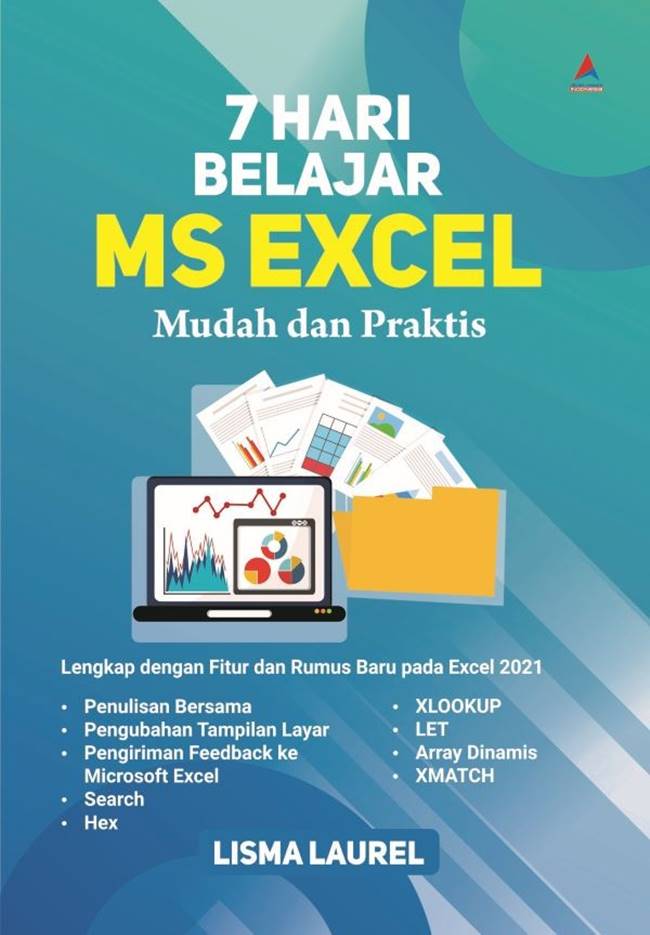 7 HARI
BELAJAR
MS EXCEL
Mudah dan Praktis
Lengkap dengan Fitur dan Rumus Baru pada Excel 2021
• Penulisan Bersama
• Pengubahan Tampilan Layar
• Pengiriman Feedback ke
Microsoft Excel
• Search
• Hex
• XLOOKUP
• LET
• Array Dinamis
• XMATCH
LISMA LAUREL
INDONESIA